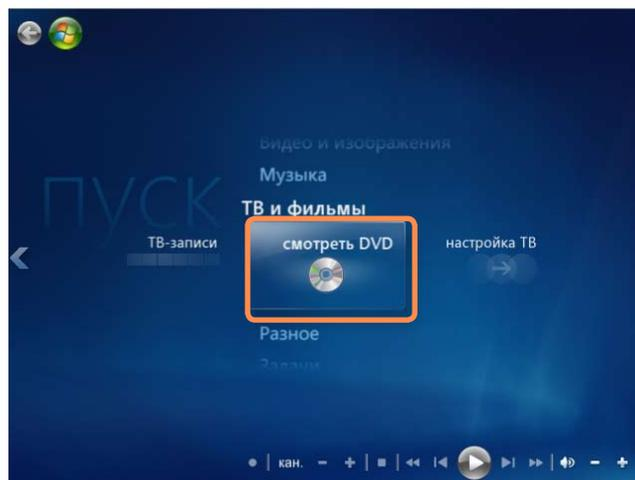 Видео и изображения
Музыка
ПУСК
ТВ и фильмы
ТВ-записи
смотреть DVD
настройка ТВ
Разное
Задачи
кан.